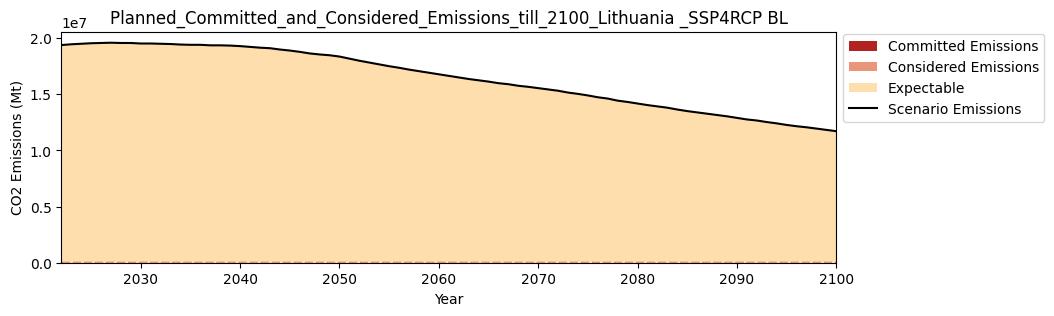 Planned_Committed_and_Considered_Emissions_till_2100_Lithuania _SSP4RCP BL
1e7
2.0
1.5
1.0
0.5
0.0
CO2 Emissions (Mt)
2030 2040 2050 2060 2070 2080 2090 2100
Year
Committed Emissions
Considered Emissions
Expectable
Scenario Emissions